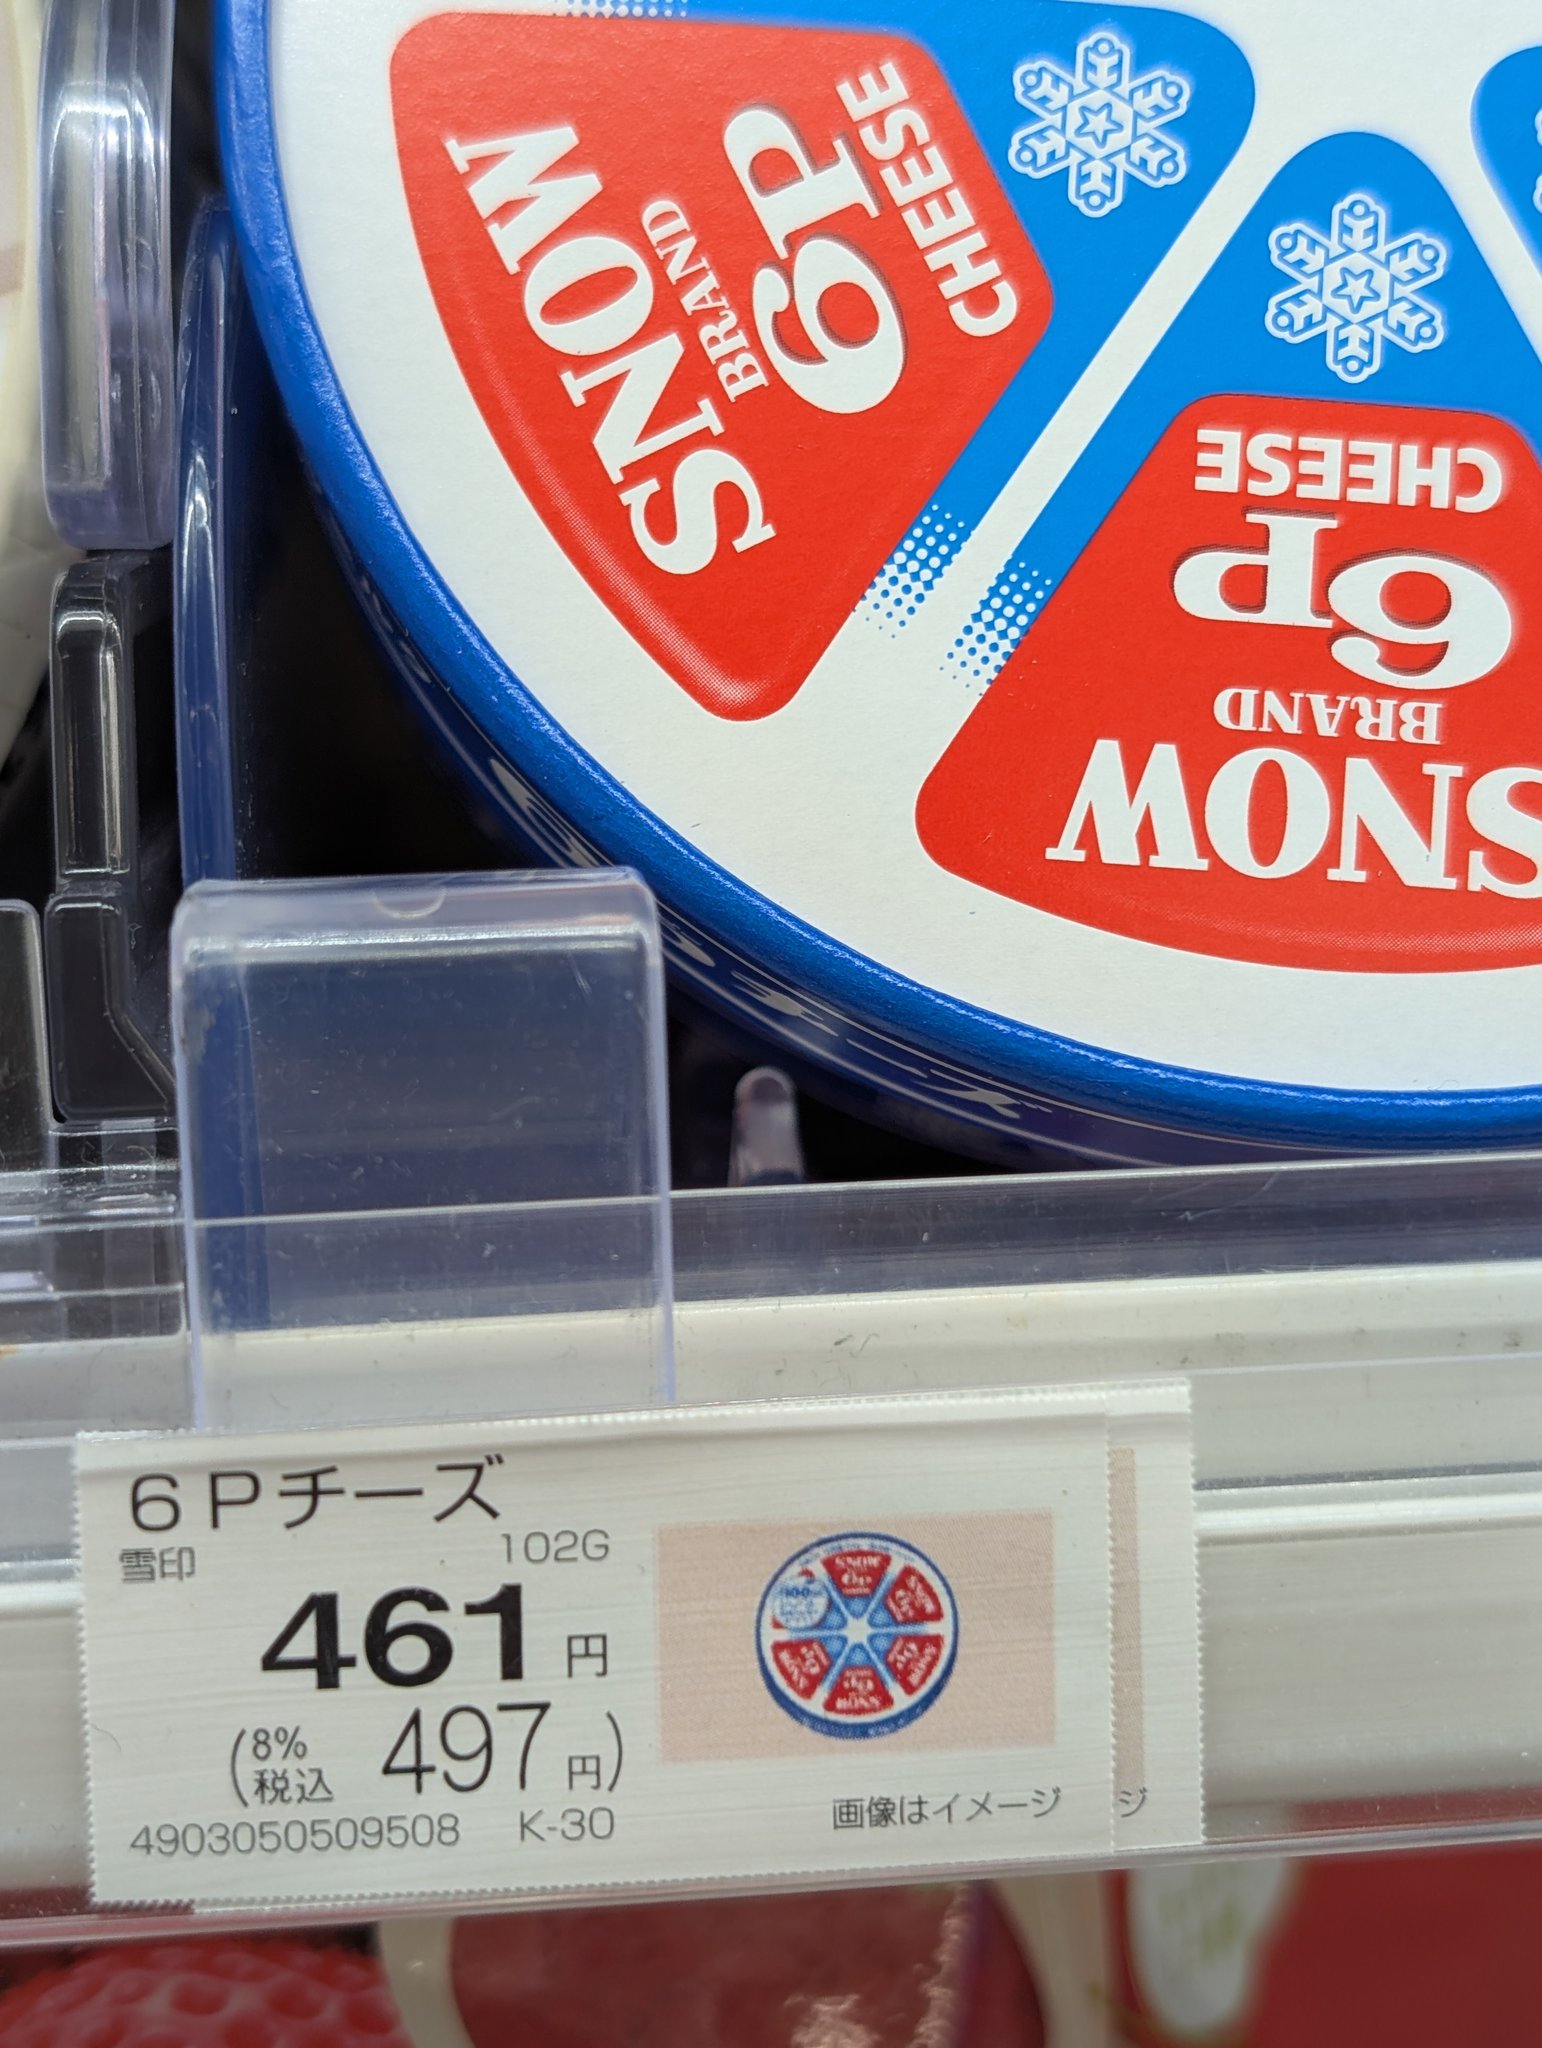 SNOW
BRAND
6P
CHEESE
CHEESE
6P
BRAND
SNOW
6Pチーズ
雪印 102G
461円
(8%税込 497円)
4903050509508 K-30
画像はイメージ
ジ